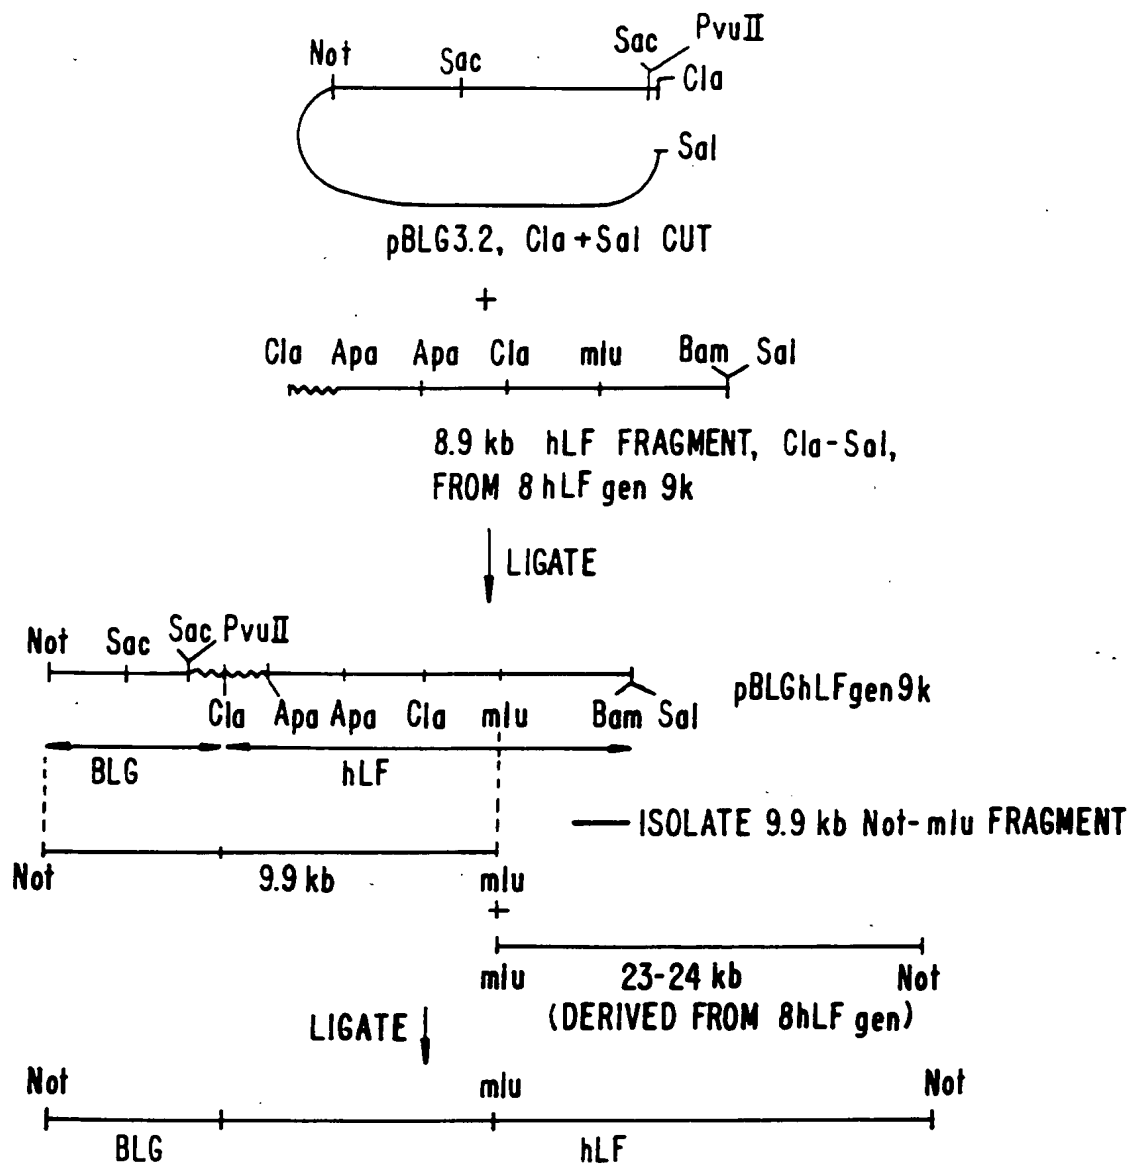 Not Sac Sac PvuII
Cla
Sal
pBLG3.2, Cla+Sal CUT
+
Cla Apa Apa Cla mlu Bam Sal
8.9 kb hLF FRAGMENT, Cla-Sal,
FROM 8hLFgen 9k
LIGATE
Not Sac Sac PvuII
pBLGhLFgen9k
Cla Apa Apa Cla mlu Bam Sal
BLG hLF
ISOLATE 9.9 kb Not-mlu FRAGMENT
Not 9.9 kb mlu
+
mlu 23-24 kb Not
(DERIVED FROM 8hLF gen)
LIGATE
Not mlu Not
BLG hLF